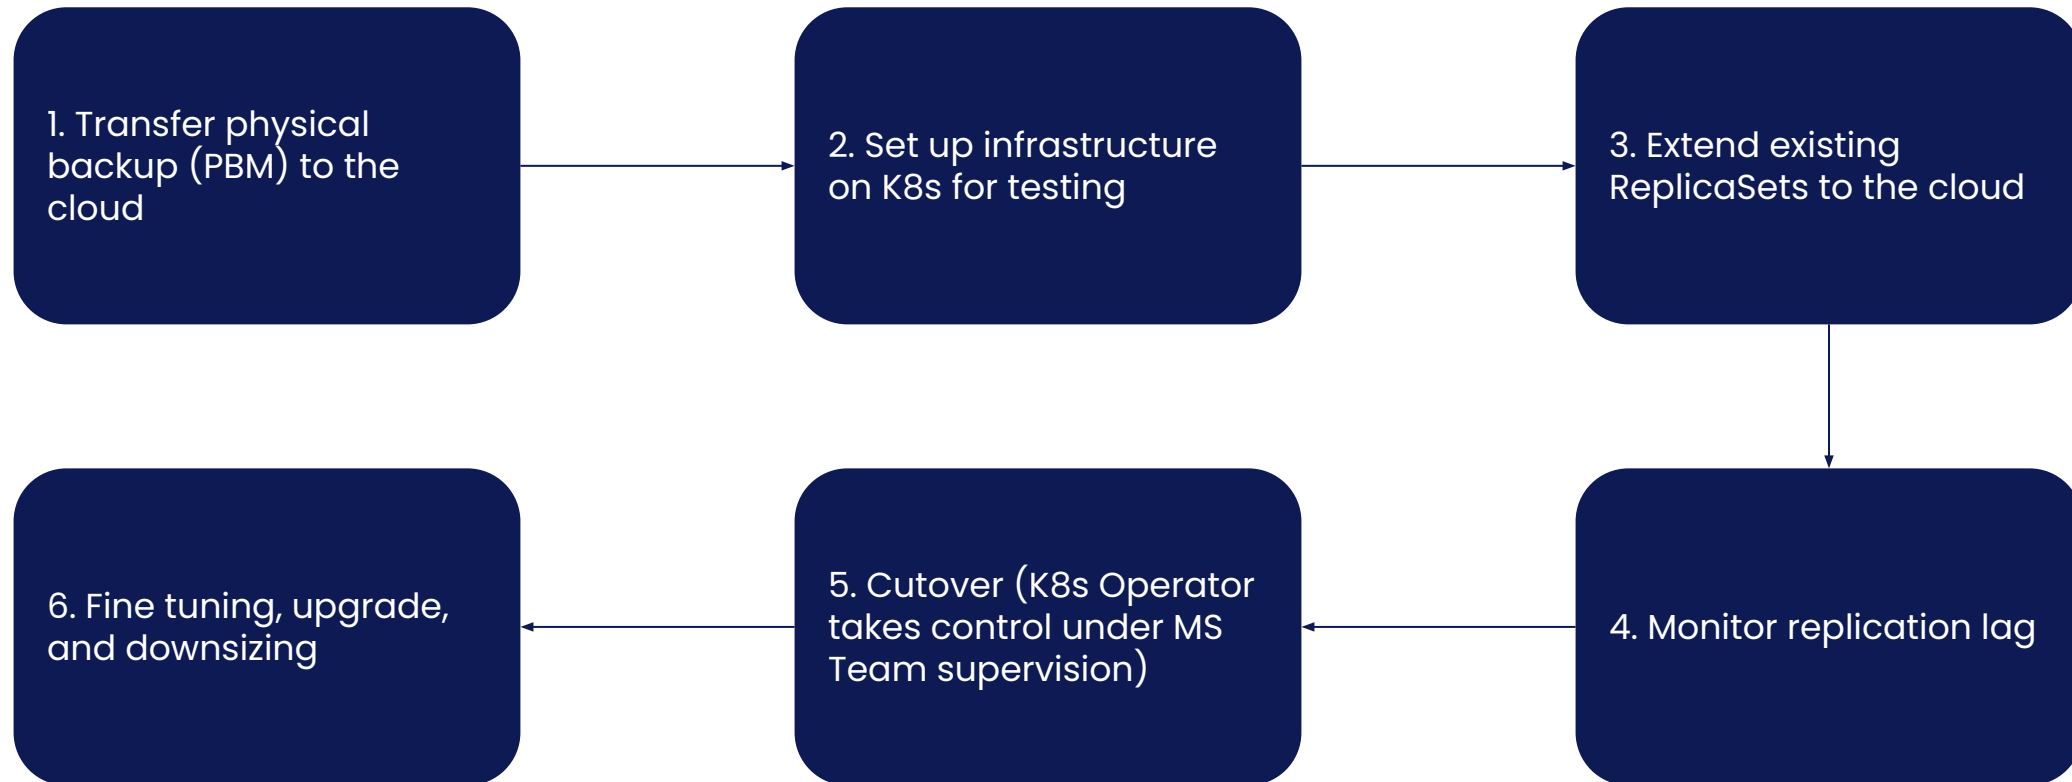 1. Transfer physical
backup (PBM) to the
cloud
2. Set up infrastructure
on K8s for testing
3. Extend existing
ReplicaSets to the cloud
4. Monitor replication lag
5. Cutover (K8s Operator
takes control under MS
Team supervision)
6. Fine tuning, upgrade,
and downsizing